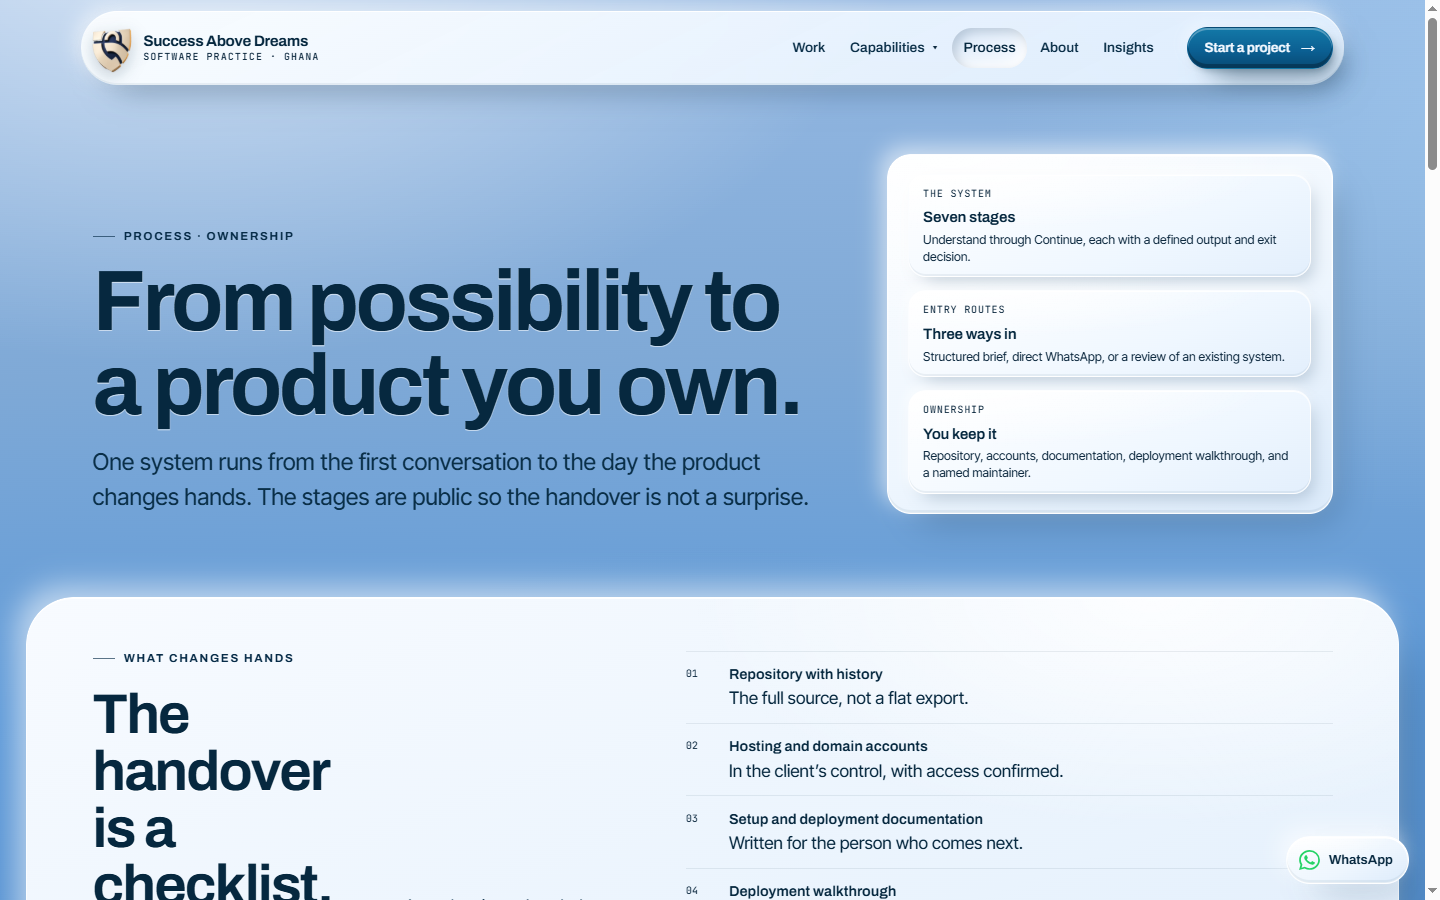 Success Above Dreams
SOFTWARE PRACTICE · GHANA
Work
Capabilities
Process
About
Insights
Start a project →
PROCESS · OWNERSHIP
From possibility to
a product you own.
One system runs from the first conversation to the day the product
changes hands. The stages are public so the handover is not a surprise.
THE SYSTEM
Seven stages
Understand through Continue, each with a defined output and exit
decision.
ENTRY ROUTES
Three ways in
Structured brief, direct WhatsApp, or a review of an existing system.
OWNERSHIP
You keep it
Repository, accounts, documentation, deployment walkthrough, and
a named maintainer.
WHAT CHANGES HANDS
The
handover
is a
checklist.
01
Repository with history
The full source, not a flat export.
02
Hosting and domain accounts
In the client’s control, with access confirmed.
03
Setup and deployment documentation
Written for the person who comes next.
04
Deployment walkthrough
WhatsApp